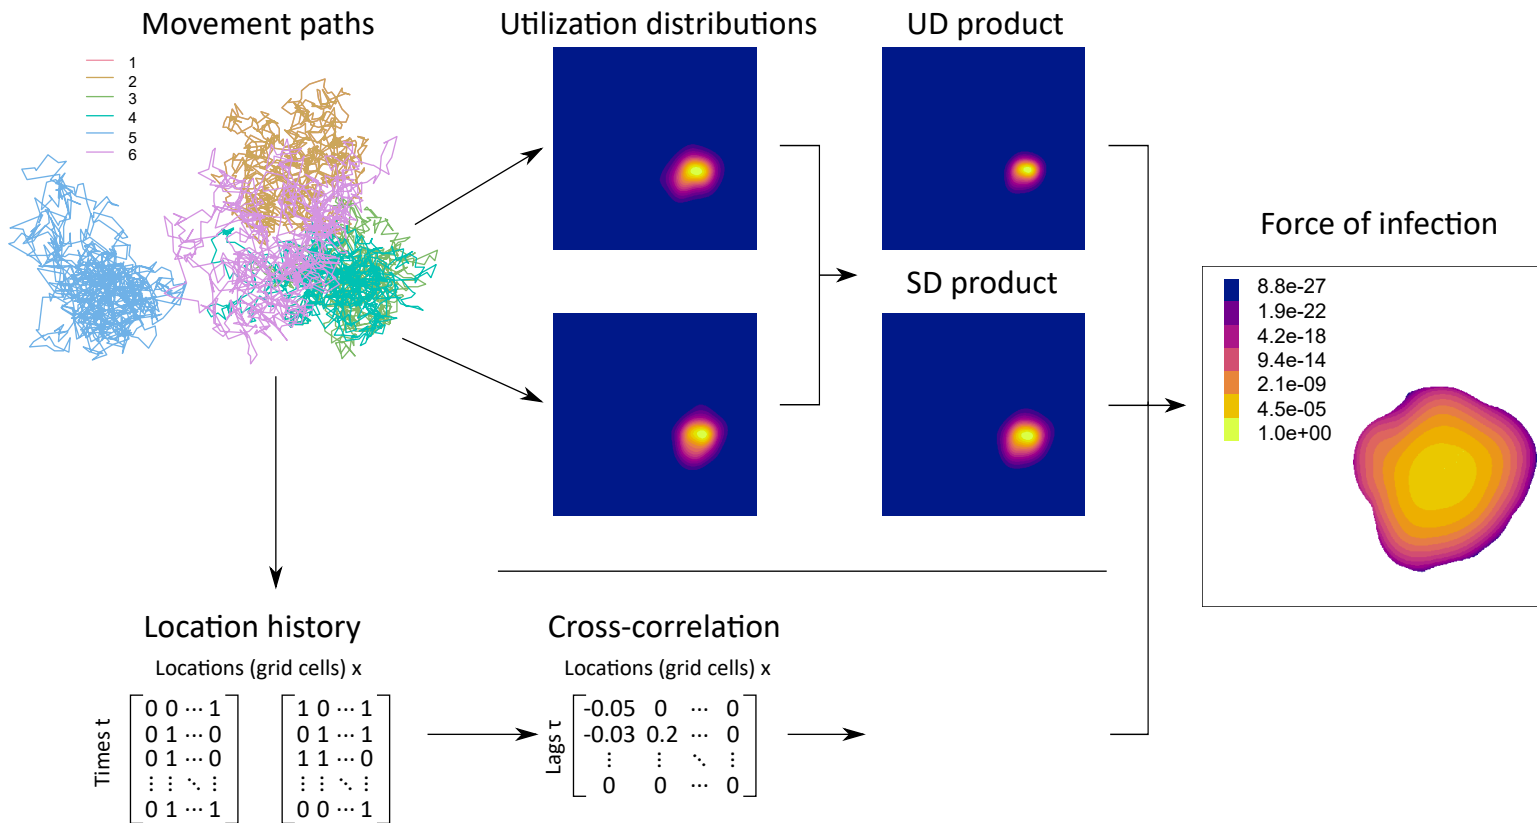 Movement paths
1
2
3
4
5
6
Utilization distributions
UD product
SD product
Force of infection
8.8e-27
1.9e-22
4.2e-18
9.4e-14
2.1e-09
4.5e-05
1.0e+00
Location history
Locations (grid cells) x
Times t
0 0 ··· 1
0 1 ··· 0
0 1 ··· 0
⋮ ⋮ ⋱ ⋮
0 1 ··· 1
1 0 ··· 1
0 1 ··· 1
1 1 ··· 0
⋮ ⋮ ⋱ ⋮
0 0 ··· 1
Cross-correlation
Locations (grid cells) x
Lags τ
-0.05 0 ··· 0
-0.03 0.2 ··· 0
⋮ ⋮ ⋱ ⋮
0 0 ··· 0